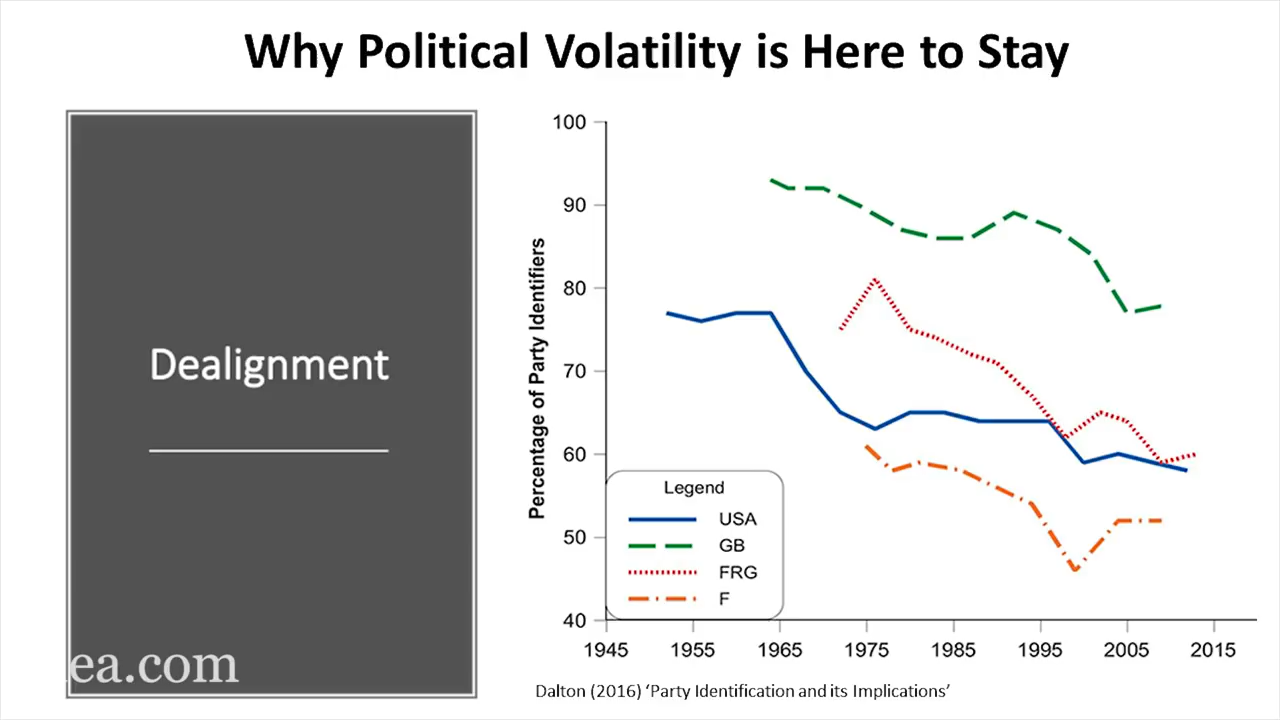 Why Political Volatility is Here to Stay
Dealignment
ea.com
Percentage of Party Identifiers
100
90
80
70
60
50
40
Legend
USA
GB
FRG
F
1945 1955 1965 1975 1985 1995 2005 2015
Dalton (2016) ‘Party Identification and its Implications’